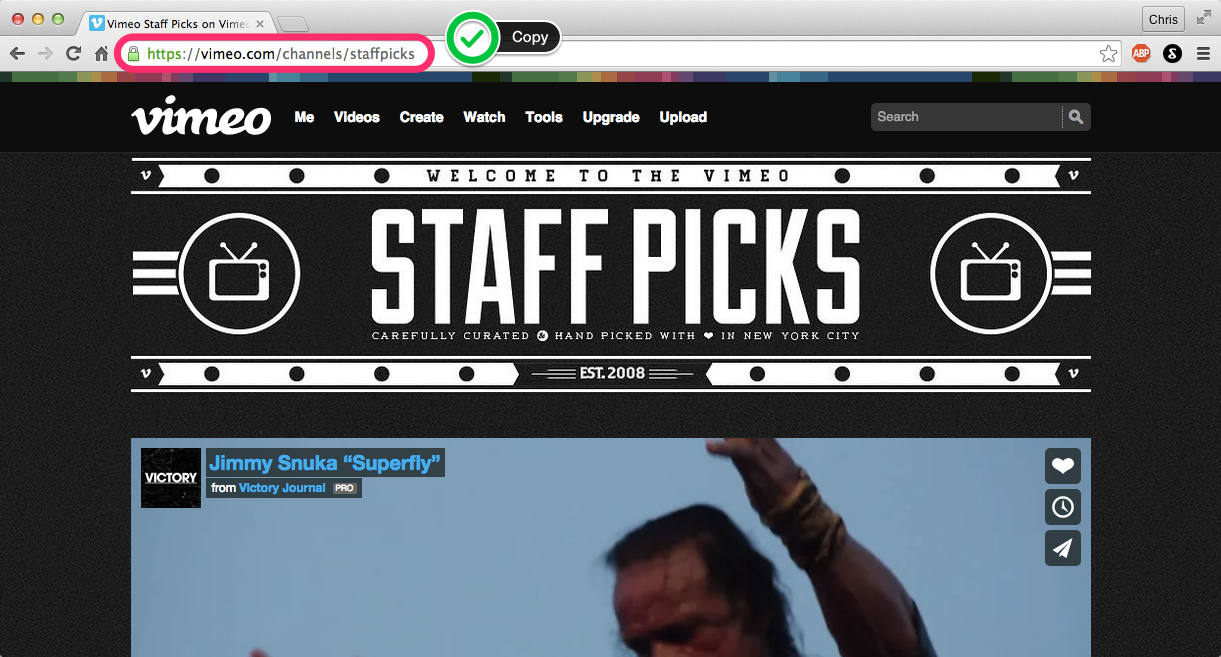 Vimeo Staff Picks on Vimeo
Chris
https://vimeo.com/channels/staffpicks
Copy
ABP
vimeo
Me Videos Create Watch Tools Upgrade Upload
Search
v WELCOME TO THE VIMEO v
STAFF PICKS
CAREFULLY CURATED & HAND PICKED WITH ❤ IN NEW YORK CITY
v EST. 2008 v
VICTORY
Jimmy Snuka “Superfly”
from Victory Journal PRO